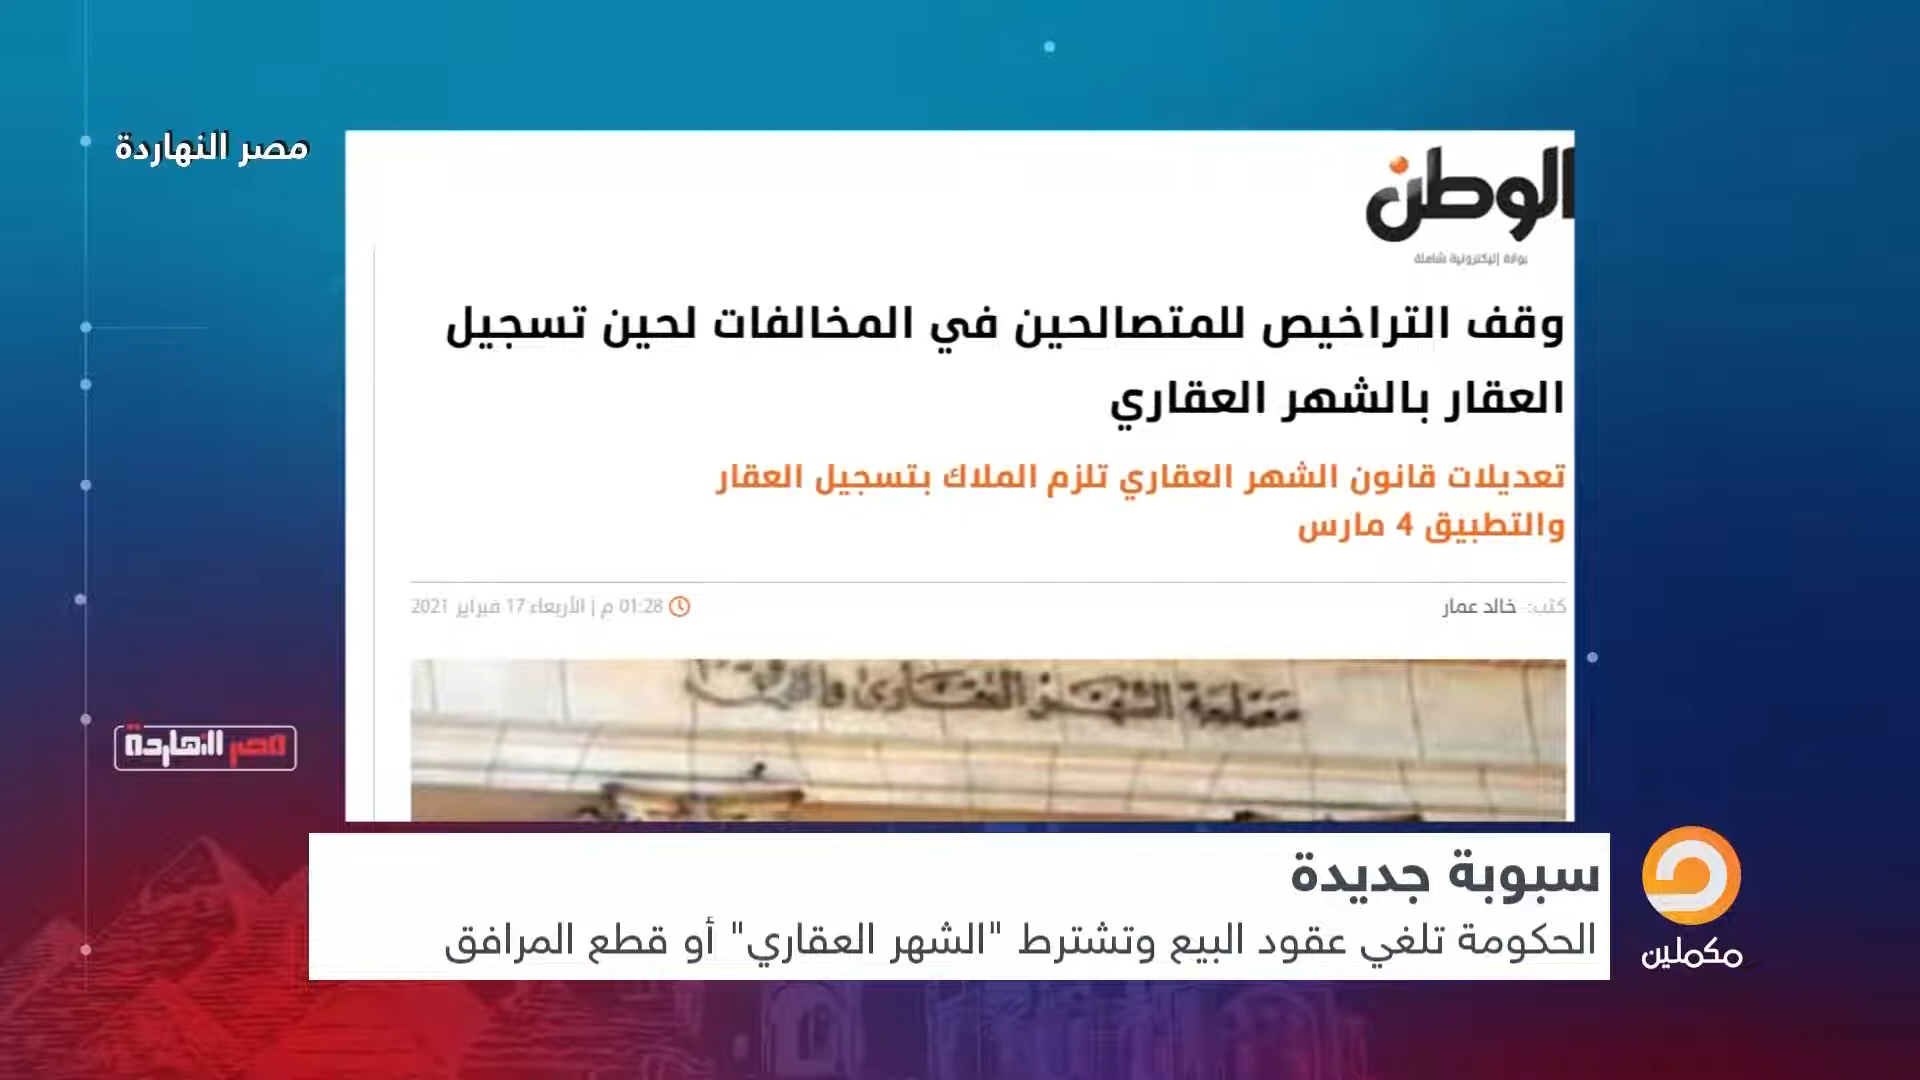 مصر النهاردة
الوطن
بوابة إليكترونية شاملة
وقف التراخيص للمتصالحين في المخالفات لحين تسجيل
العقار بالشهر العقاري
تعديلات قانون الشهر العقاري تلزم الملاك بتسجيل العقار
والتطبيق 4 مارس
كتب: خالد عمار
01:28 م | الأربعاء 17 فبراير 2021
مصلحة الشهر العقارى والتوثيق
مصر النهاردة
سبوبة جديدة
الحكومة تلغي عقود البيع وتشترط "الشهر العقاري" أو قطع المرافق
مكملين